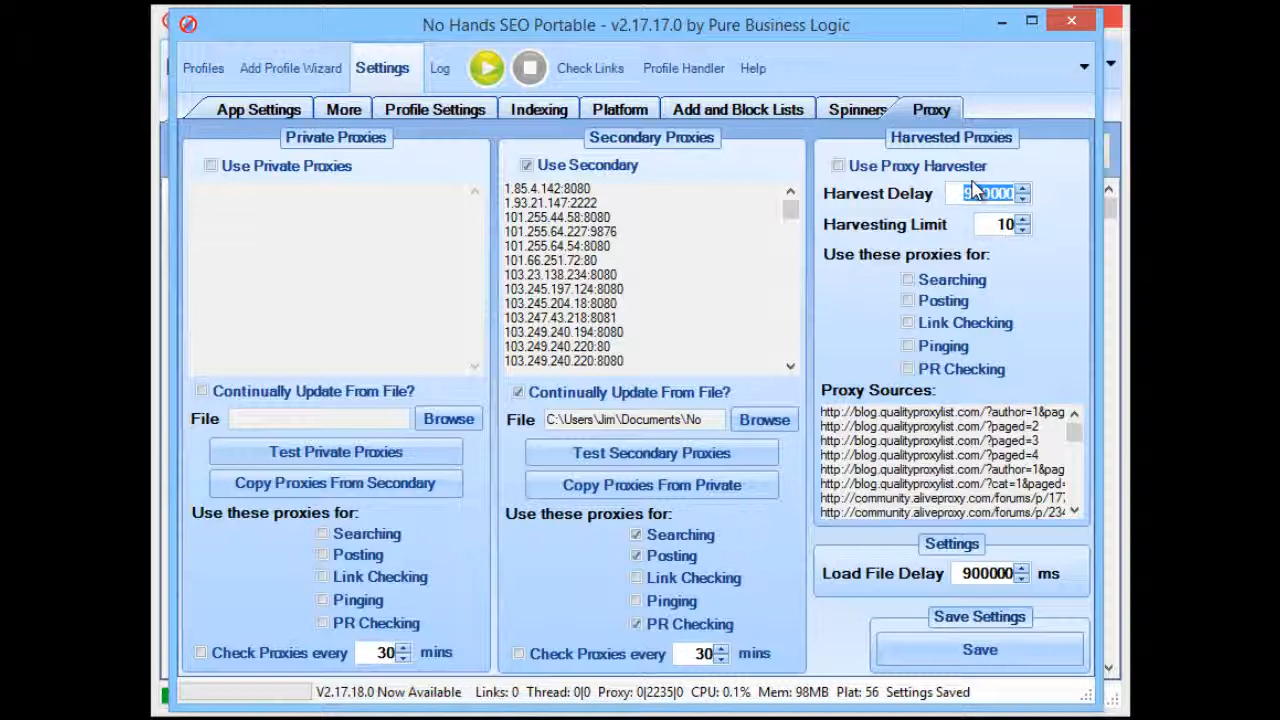 No Hands SEO Portable - v2.17.17.0 by Pure Business Logic
Profiles
Add Profile Wizard
Settings
Log
Check Links
Profile Handler
Help
App Settings
More
Profile Settings
Indexing
Platform
Add and Block Lists
Spinners
Proxy
Private Proxies
Use Private Proxies
Continually Update From File?
File
Browse
Test Private Proxies
Copy Proxies From Secondary
Use these proxies for:
Searching
Posting
Link Checking
Pinging
PR Checking
Check Proxies every 30 mins
Secondary Proxies
Use Secondary
1.85.4.142:8080
1.93.21.147:2222
101.255.44.58:8080
101.255.64.227:9876
101.255.64.54:8080
101.66.251.72:80
103.23.138.234:8080
103.245.197.124:8080
103.245.204.18:8080
103.247.43.218:8081
103.249.240.194:8080
103.249.240.220:80
103.249.240.220:8080
Continually Update From File?
File C:\Users\Jim\Documents\No
Browse
Test Secondary Proxies
Copy Proxies From Private
Use these proxies for:
Searching
Posting
Link Checking
Pinging
PR Checking
Check Proxies every 30 mins
Harvested Proxies
Use Proxy Harvester
Harvest Delay
Harvesting Limit 10
Use these proxies for:
Searching
Posting
Link Checking
Pinging
PR Checking
Proxy Sources:
http://blog.qualityproxylist.com/?author=1&pag
http://blog.qualityproxylist.com/?paged=2
http://blog.qualityproxylist.com/?paged=3
http://blog.qualityproxylist.com/?paged=4
http://blog.qualityproxylist.com/?author=1&pag
http://blog.qualityproxylist.com/?cat=1&paged=
http://community.aliveproxy.com/forums/p/177
http://community.aliveproxy.com/forums/p/234
Settings
Load File Delay 900000 ms
Save Settings
Save
V2.17.18.0 Now Available Links: 0 Thread: 0|0 Proxy: 0|2235|0 CPU: 0.1% Mem: 98MB Plat: 56 Settings Saved